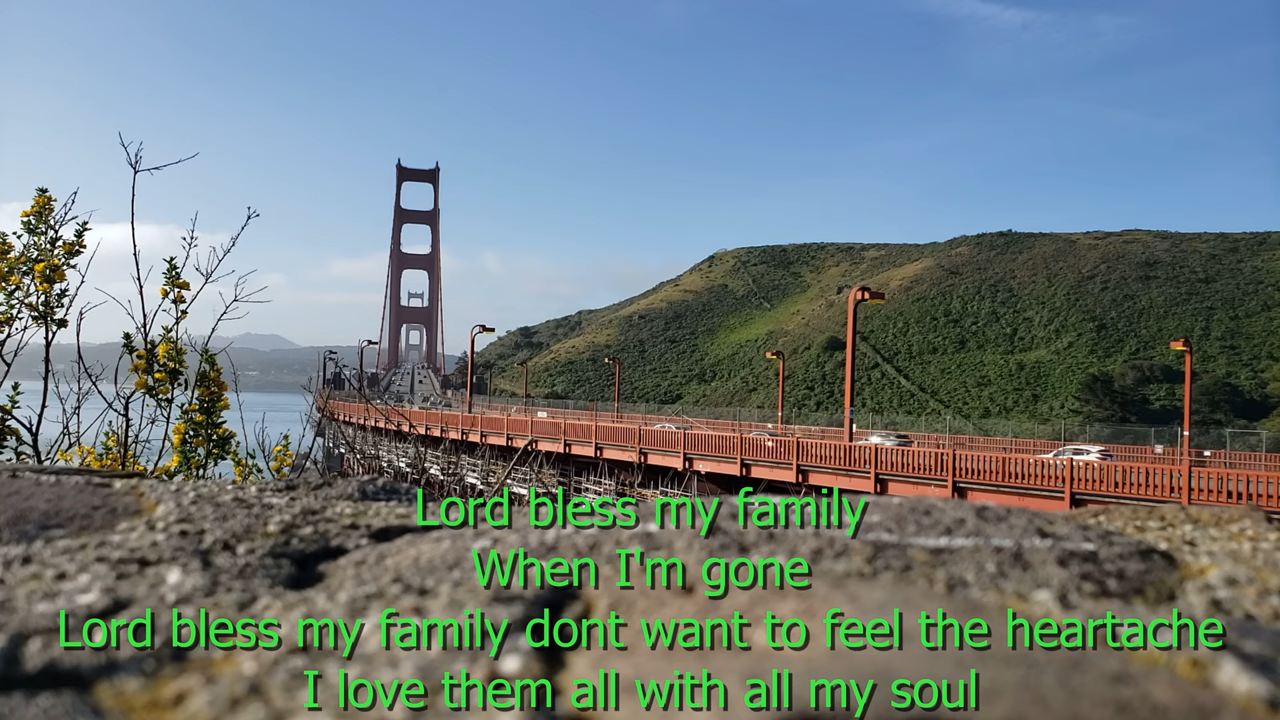 Lord bless my family
When I'm gone
Lord bless my family dont want to feel the heartache
I love them all with all my soul